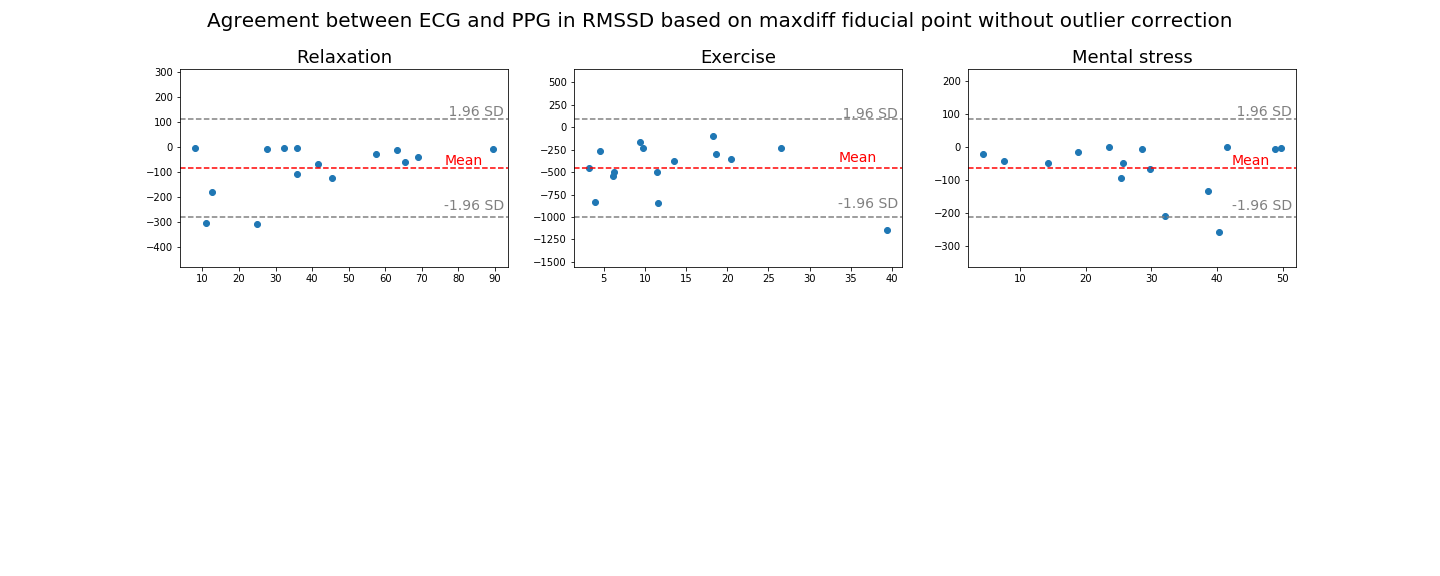 Agreement between ECG and PPG in RMSSD based on maxdiff fiducial point without outlier correction
Relaxation
300
200
100
0
−100
−200
−300
−400
1.96 SD
Mean
-1.96 SD
10 20 30 40 50 60 70 80 90
Exercise
500
250
0
−250
−500
−750
−1000
−1250
−1500
1.96 SD
Mean
-1.96 SD
5 10 15 20 25 30 35 40
Mental stress
200
100
0
−100
−200
−300
1.96 SD
Mean
-1.96 SD
10 20 30 40 50